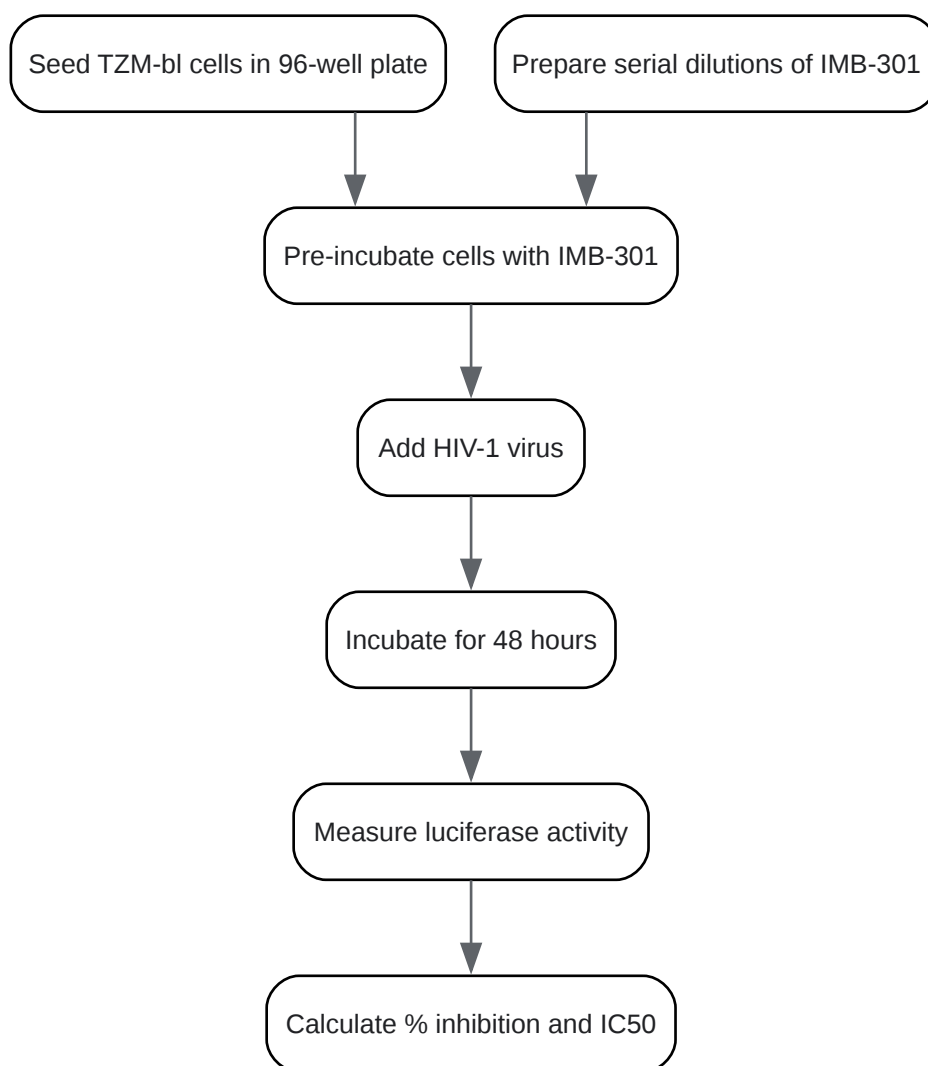 Seed TZM-bl cells in 96-well plate
Prepare serial dilutions of IMB-301
Pre-incubate cells with IMB-301
Add HIV-1 virus
Incubate for 48 hours
Measure luciferase activity
Calculate % inhibition and IC50